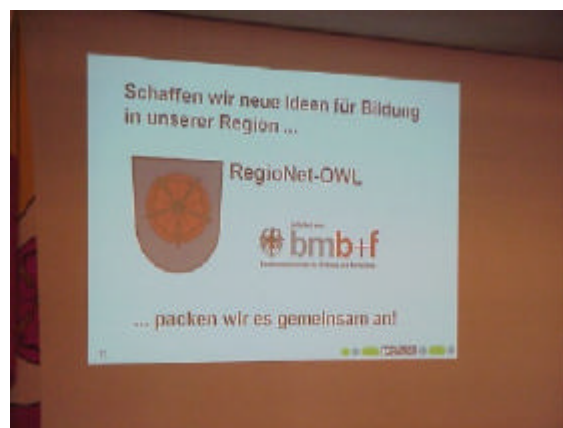 Schaffen wir neue Ideen für Bildung
in unserer Region ...
RegioNet-OWL
bmb+f
... packen wir es gemeinsam an!